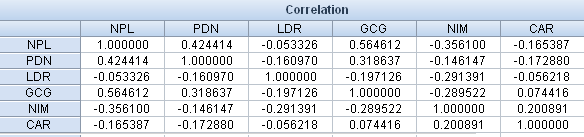 Correlation
NPL PDN LDR GCG NIM CAR
NPL 1.000000 0.424414 -0.053326 0.564612 -0.356100 -0.165387
PDN 0.424414 1.000000 -0.160970 0.318637 -0.146147 -0.172880
LDR -0.053326 -0.160970 1.000000 -0.197126 -0.291391 -0.056218
GCG 0.564612 0.318637 -0.197126 1.000000 -0.289522 0.074416
NIM -0.356100 -0.146147 -0.291391 -0.289522 1.000000 0.200891
CAR -0.165387 -0.172880 -0.056218 0.074416 0.200891 1.000000